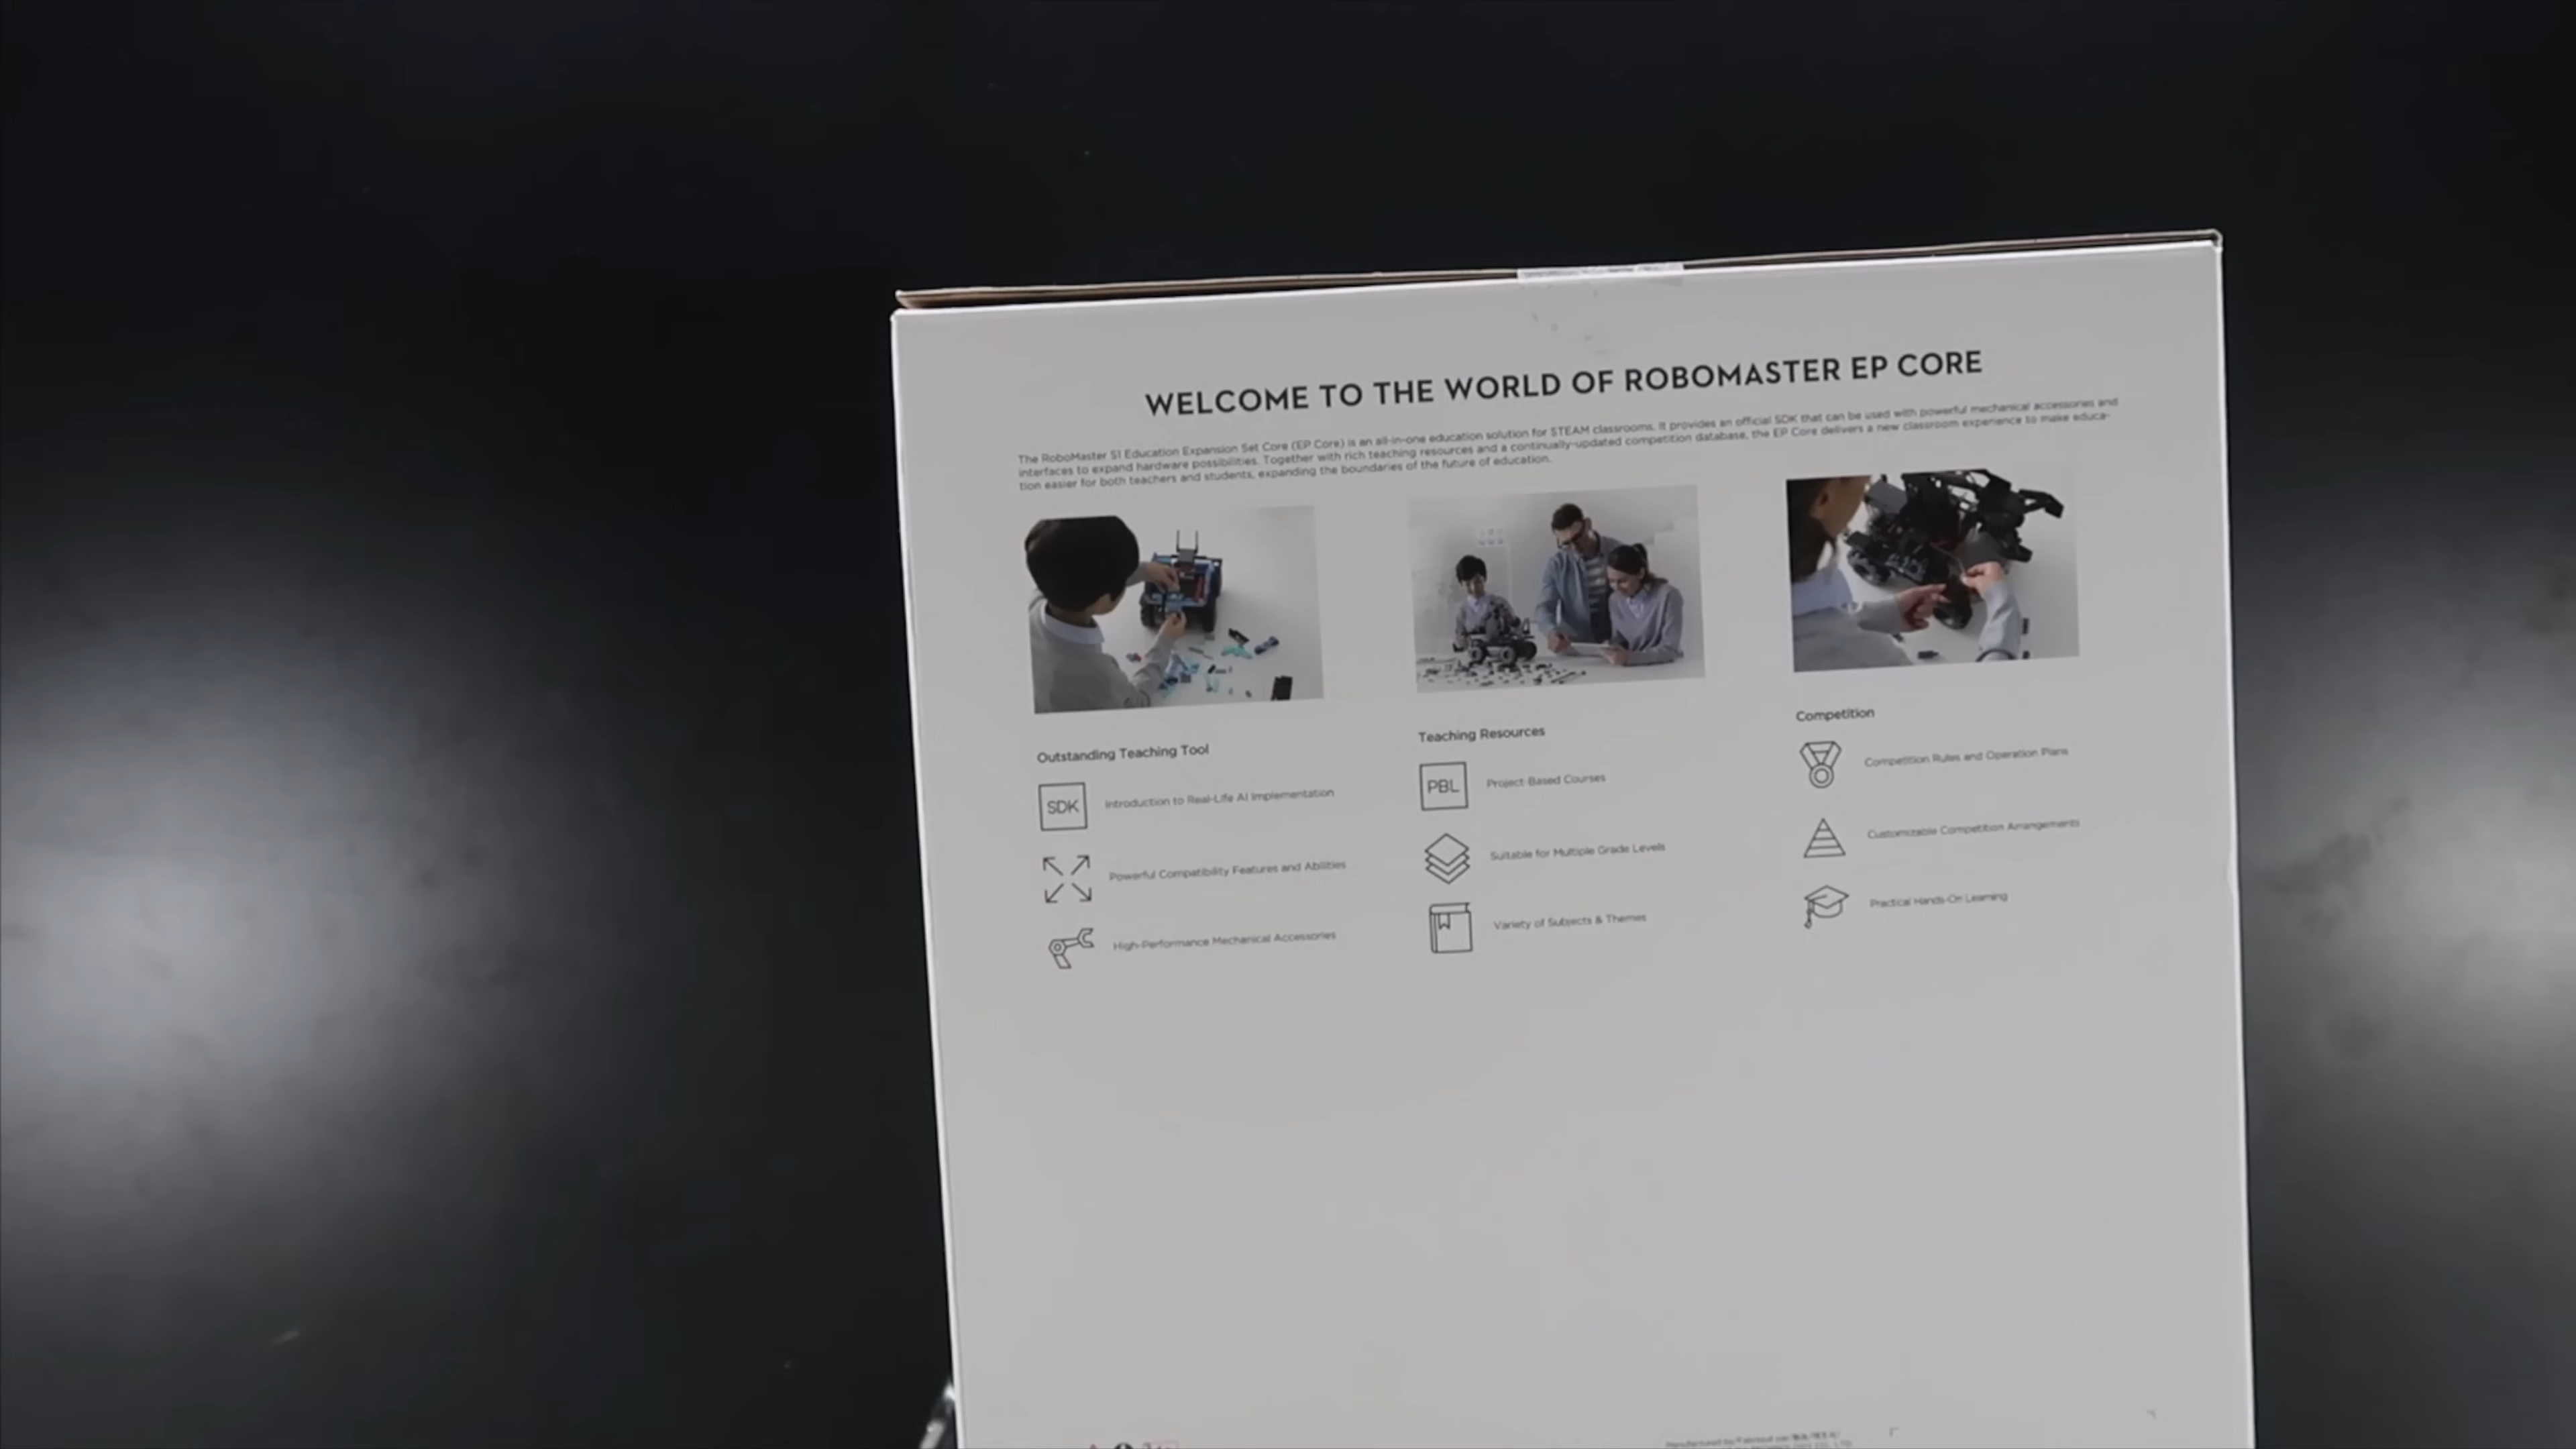 WELCOME TO THE WORLD OF ROBOMASTER EP CORE
The RoboMaster S1 Education Expansion Set Core (EP Core) is an all-in-one education solution for STEAM classrooms. It provides an official SDK that can be used with powerful mechanical accessories and
interfaces to expand hardware possibilities. Together with rich teaching resources and a continually-updated competition database, the EP Core delivers a new classroom experience to make educa-
tion easier for both teachers and students, expanding the boundaries of the future of education.
Outstanding Teaching Tool
SDK Introduction to Real-Life AI Implementation
Powerful Compatibility Features and Abilities
High-Performance Mechanical Accessories
Teaching Resources
PBL Project-Based Courses
Suitable for Multiple Grade Levels
Variety of Subjects & Themes
Competition
Competition Rules and Operation Plans
Customizable Competition Arrangements
Practical Hands-On Learning